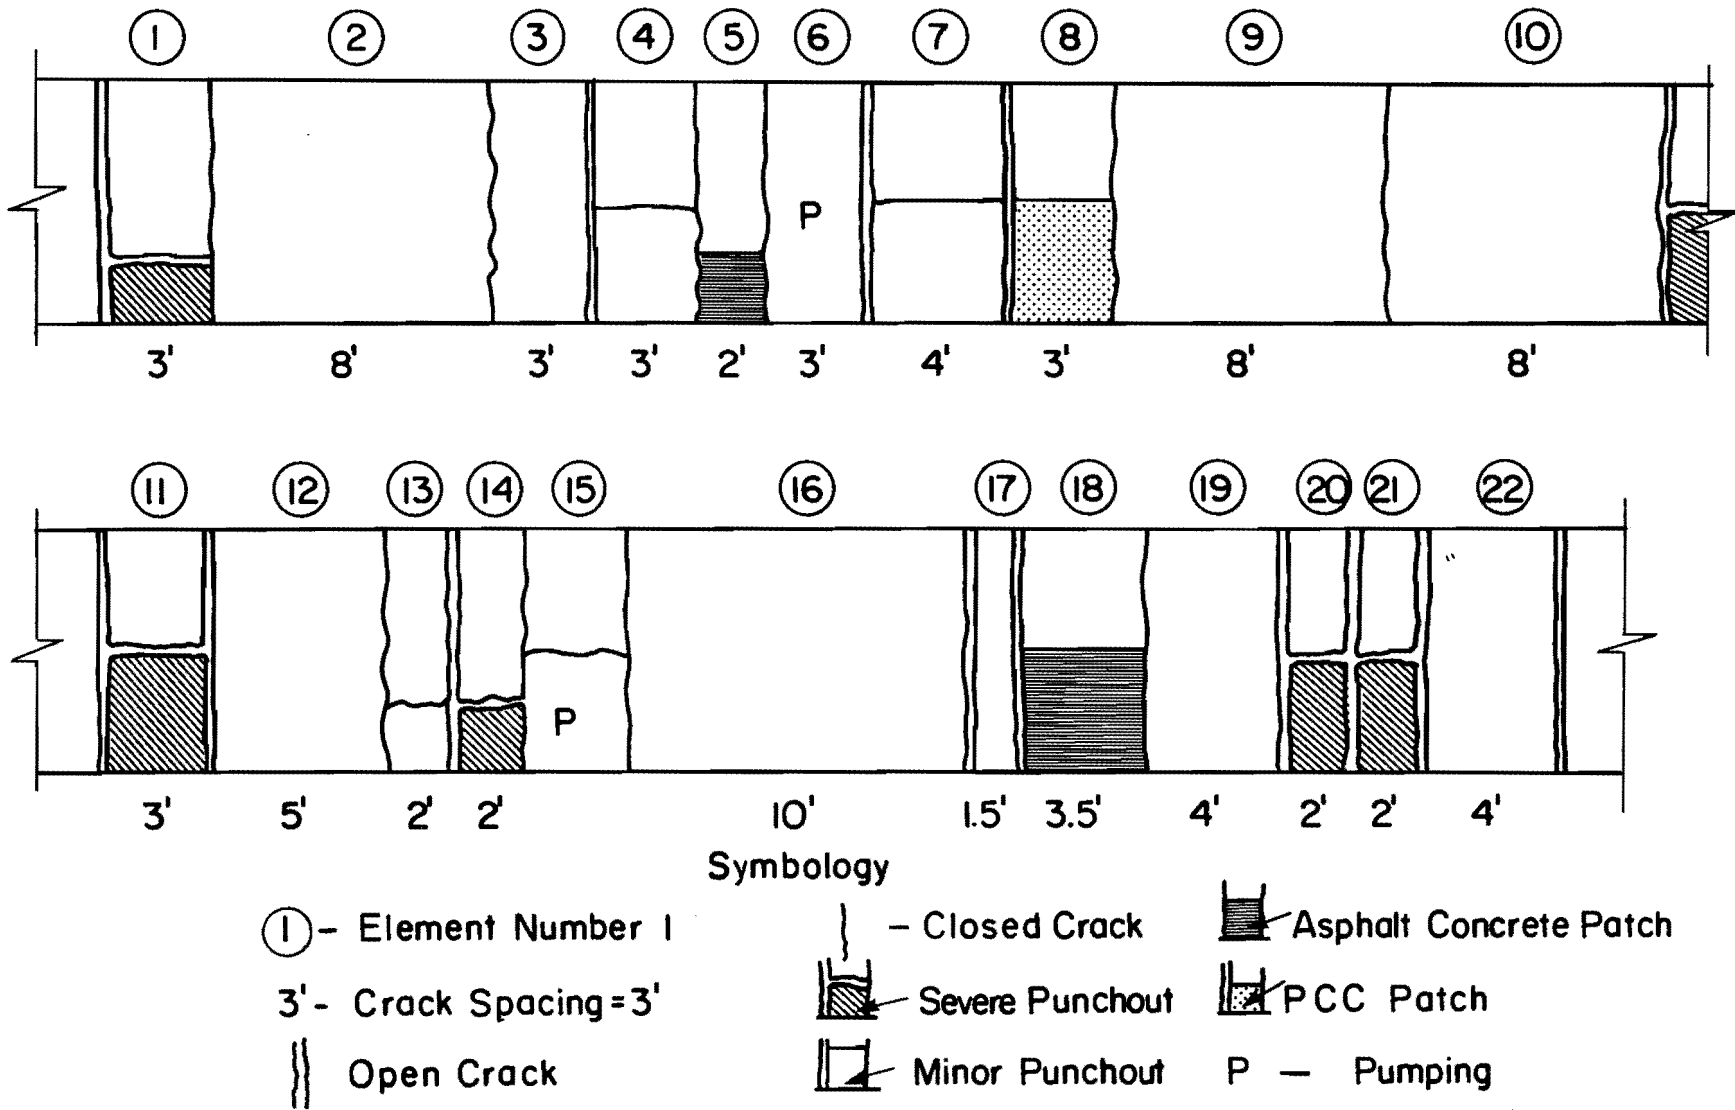 1 2 3 4 5 6 7 8 9 10
P
3' 8' 3' 3' 2' 3' 4' 3' 8' 8'
11 12 13 14 15 16 17 18 19 20 21 22
P
3' 5' 2' 2' 10' 1.5' 3.5' 4' 2' 2' 4'
Symbology
1 - Element Number 1
3' - Crack Spacing = 3'
Open Crack
- Closed Crack
Severe Punchout
Minor Punchout
Asphalt Concrete Patch
PCC Patch
P - Pumping